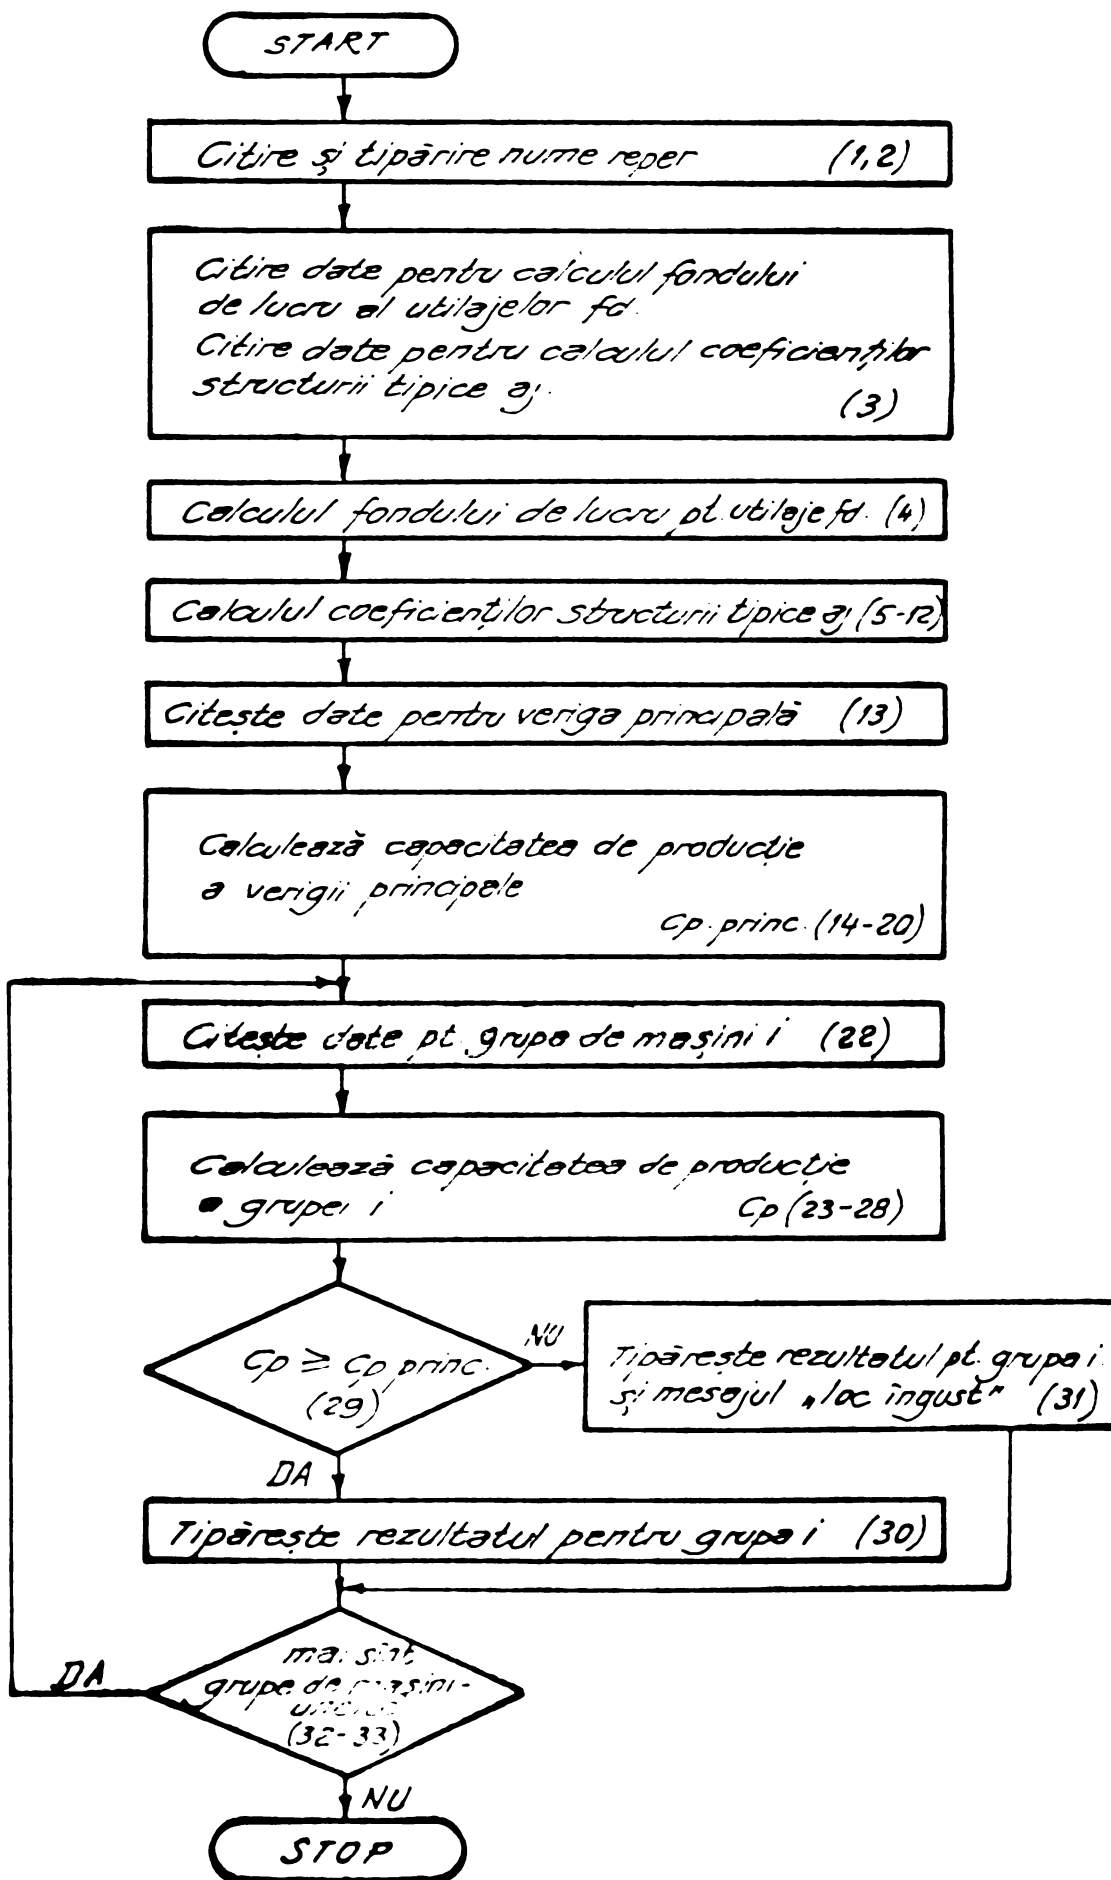 START
Citire și tipărire nume reper (1,2)
Citire date pentru calculul fondului
de lucru al utilajelor fd.
Citire date pentru calculul coeficienților
structurii tipice aj.
(3)
Calculul fondului de lucru pt. utilaje fd. (4)
Calculul coeficienților structurii tipice aj (5-12)
Citește date pentru veriga principală (13)
Calculează capacitatea de producție
a verigii principale
Cp. princ. (14-20)
Citește date pt. grupa de mașini i (22)
Calculează capacitatea de producție
a grupei i Cp (23-28)
Cp ≥ Cp princ.
(29)
NU
Tipărește rezultatul pt. grupa i
și mesajul „loc îngust" (31)
DA
Tipărește rezultatul pentru grupa i (30)
mai sînt
grupe de mașini-
(32-33)
DA
NU
STOP